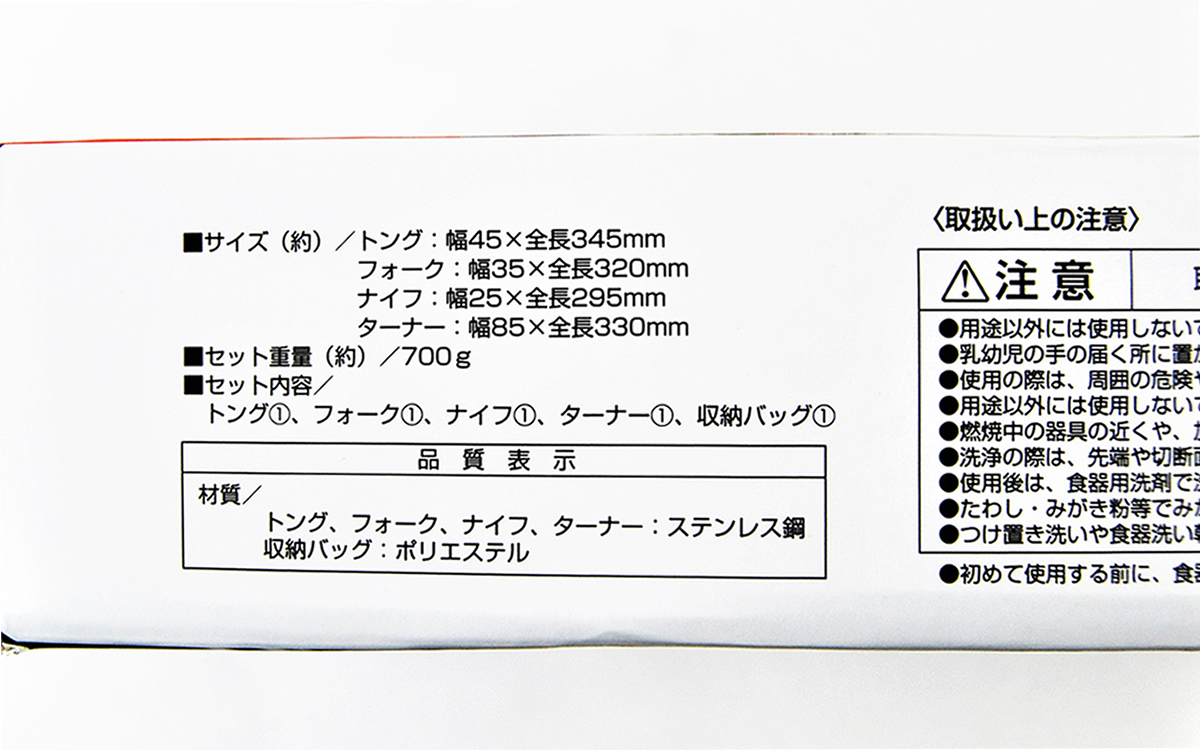 ■サイズ（約）／トング：幅45×全長345mm
フォーク：幅35×全長320mm
ナイフ：幅25×全長295mm
ターナー：幅85×全長330mm
■セット重量（約）／700g
■セット内容／
トング①、フォーク①、ナイフ①、ターナー①、収納バッグ①
品質表示
材質／
トング、フォーク、ナイフ、ターナー：ステンレス鋼
収納バッグ：ポリエステル
〈取扱い上の注意〉
⚠注意
●用途以外には使用しない
●乳幼児の手の届く所に置
●使用の際は、周囲の危険
●用途以外には使用しない
●燃焼中の器具の近くや、
●洗浄の際は、先端や切断
●使用後は、食器用洗剤で
●たわし・みがき粉等でみ
●つけ置き洗いや食器洗い
●初めて使用する前に、食